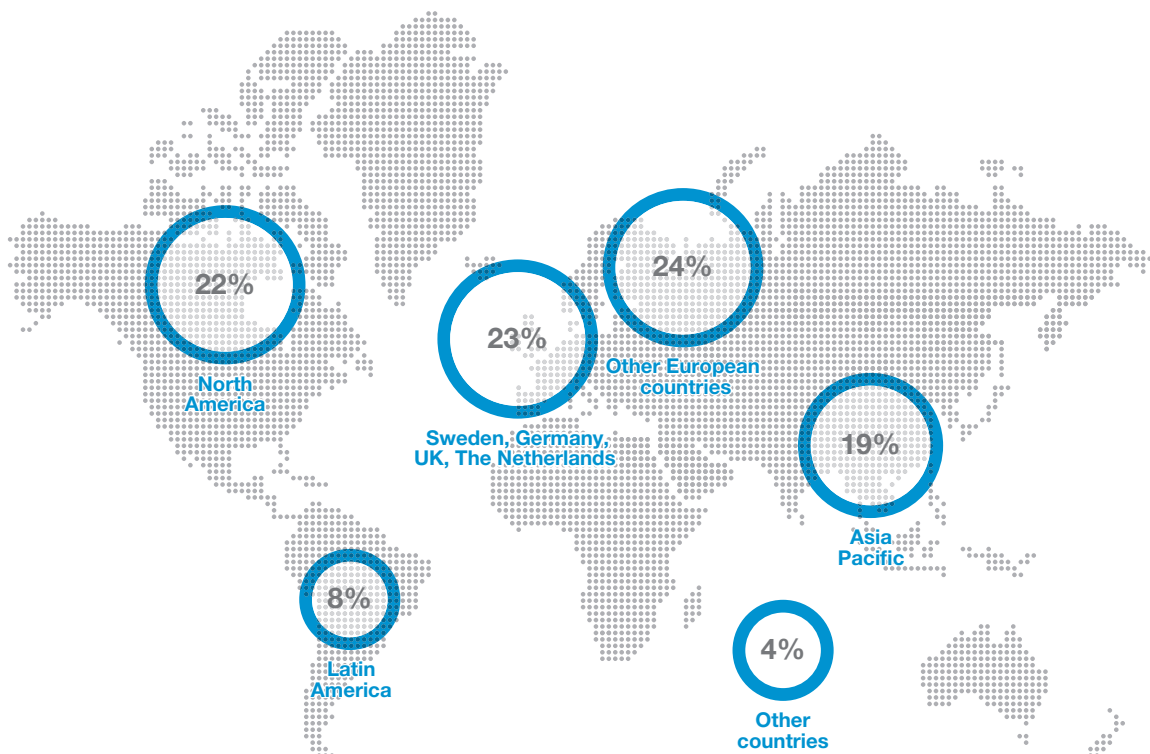 22%
North
America
23%
Sweden, Germany,
UK, The Netherlands
24%
Other European
countries
19%
Asia
Pacific
8%
Latin
America
4%
Other
countries